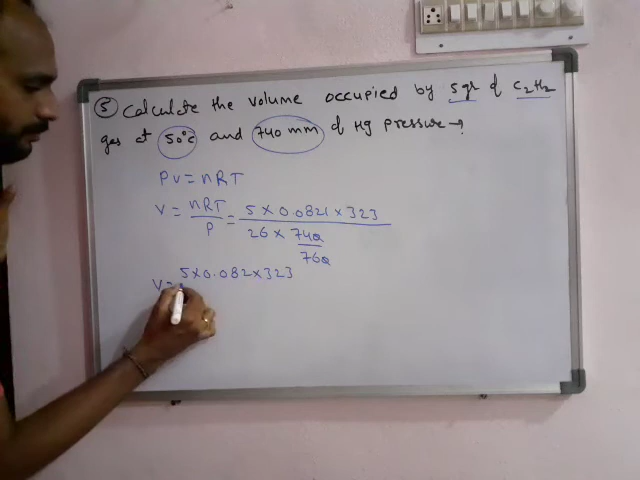 ⑤ Calculate the volume occupied by 5gr of C2H2
gas at 50°C and 740 mm of Hg pressure→
PV = nRT
V = nRT/P = 5 × 0.0821 × 323 / 26 × 740/760
V = 5×0.082×323